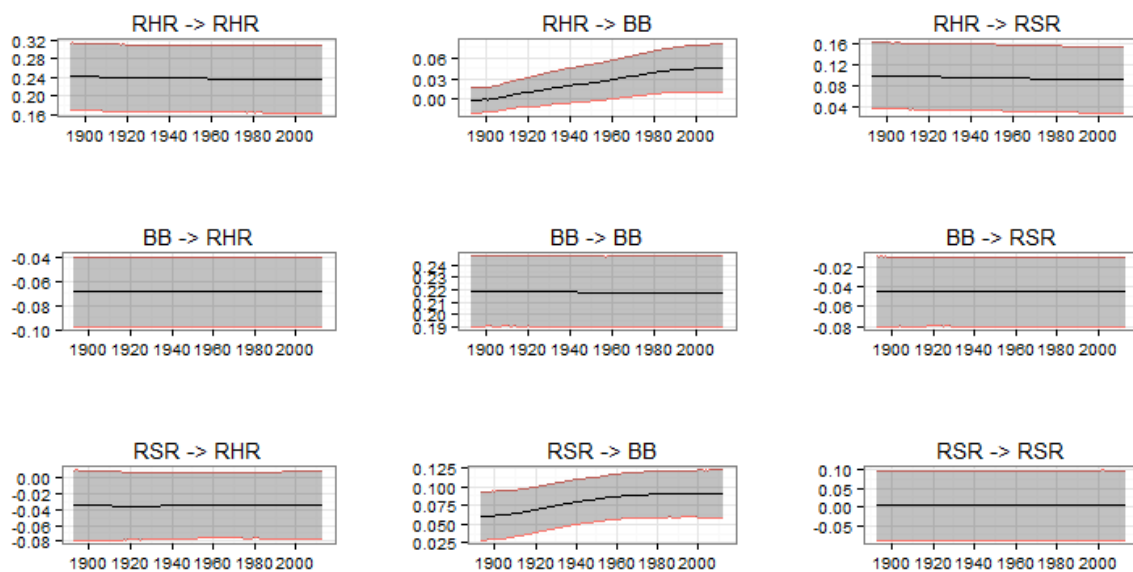 RHR -> RHR
0.32
0.28
0.24
0.20
0.16
1900 1920 1940 1960 1980 2000
RHR -> BB
0.06
0.03
0.00
1900 1920 1940 1960 1980 2000
RHR -> RSR
0.16
0.12
0.08
0.04
1900 1920 1940 1960 1980 2000
BB -> RHR
-0.04
-0.06
-0.08
-0.10
1900 1920 1940 1960 1980 2000
BB -> BB
0.24
0.23
0.22
0.21
0.20
0.19
1900 1920 1940 1960 1980 2000
BB -> RSR
-0.02
-0.04
-0.06
-0.08
1900 1920 1940 1960 1980 2000
RSR -> RHR
0.00
-0.02
-0.04
-0.06
-0.08
1900 1920 1940 1960 1980 2000
RSR -> BB
0.125
0.100
0.075
0.050
0.025
1900 1920 1940 1960 1980 2000
RSR -> RSR
0.10
0.05
0.00
-0.05
1900 1920 1940 1960 1980 2000